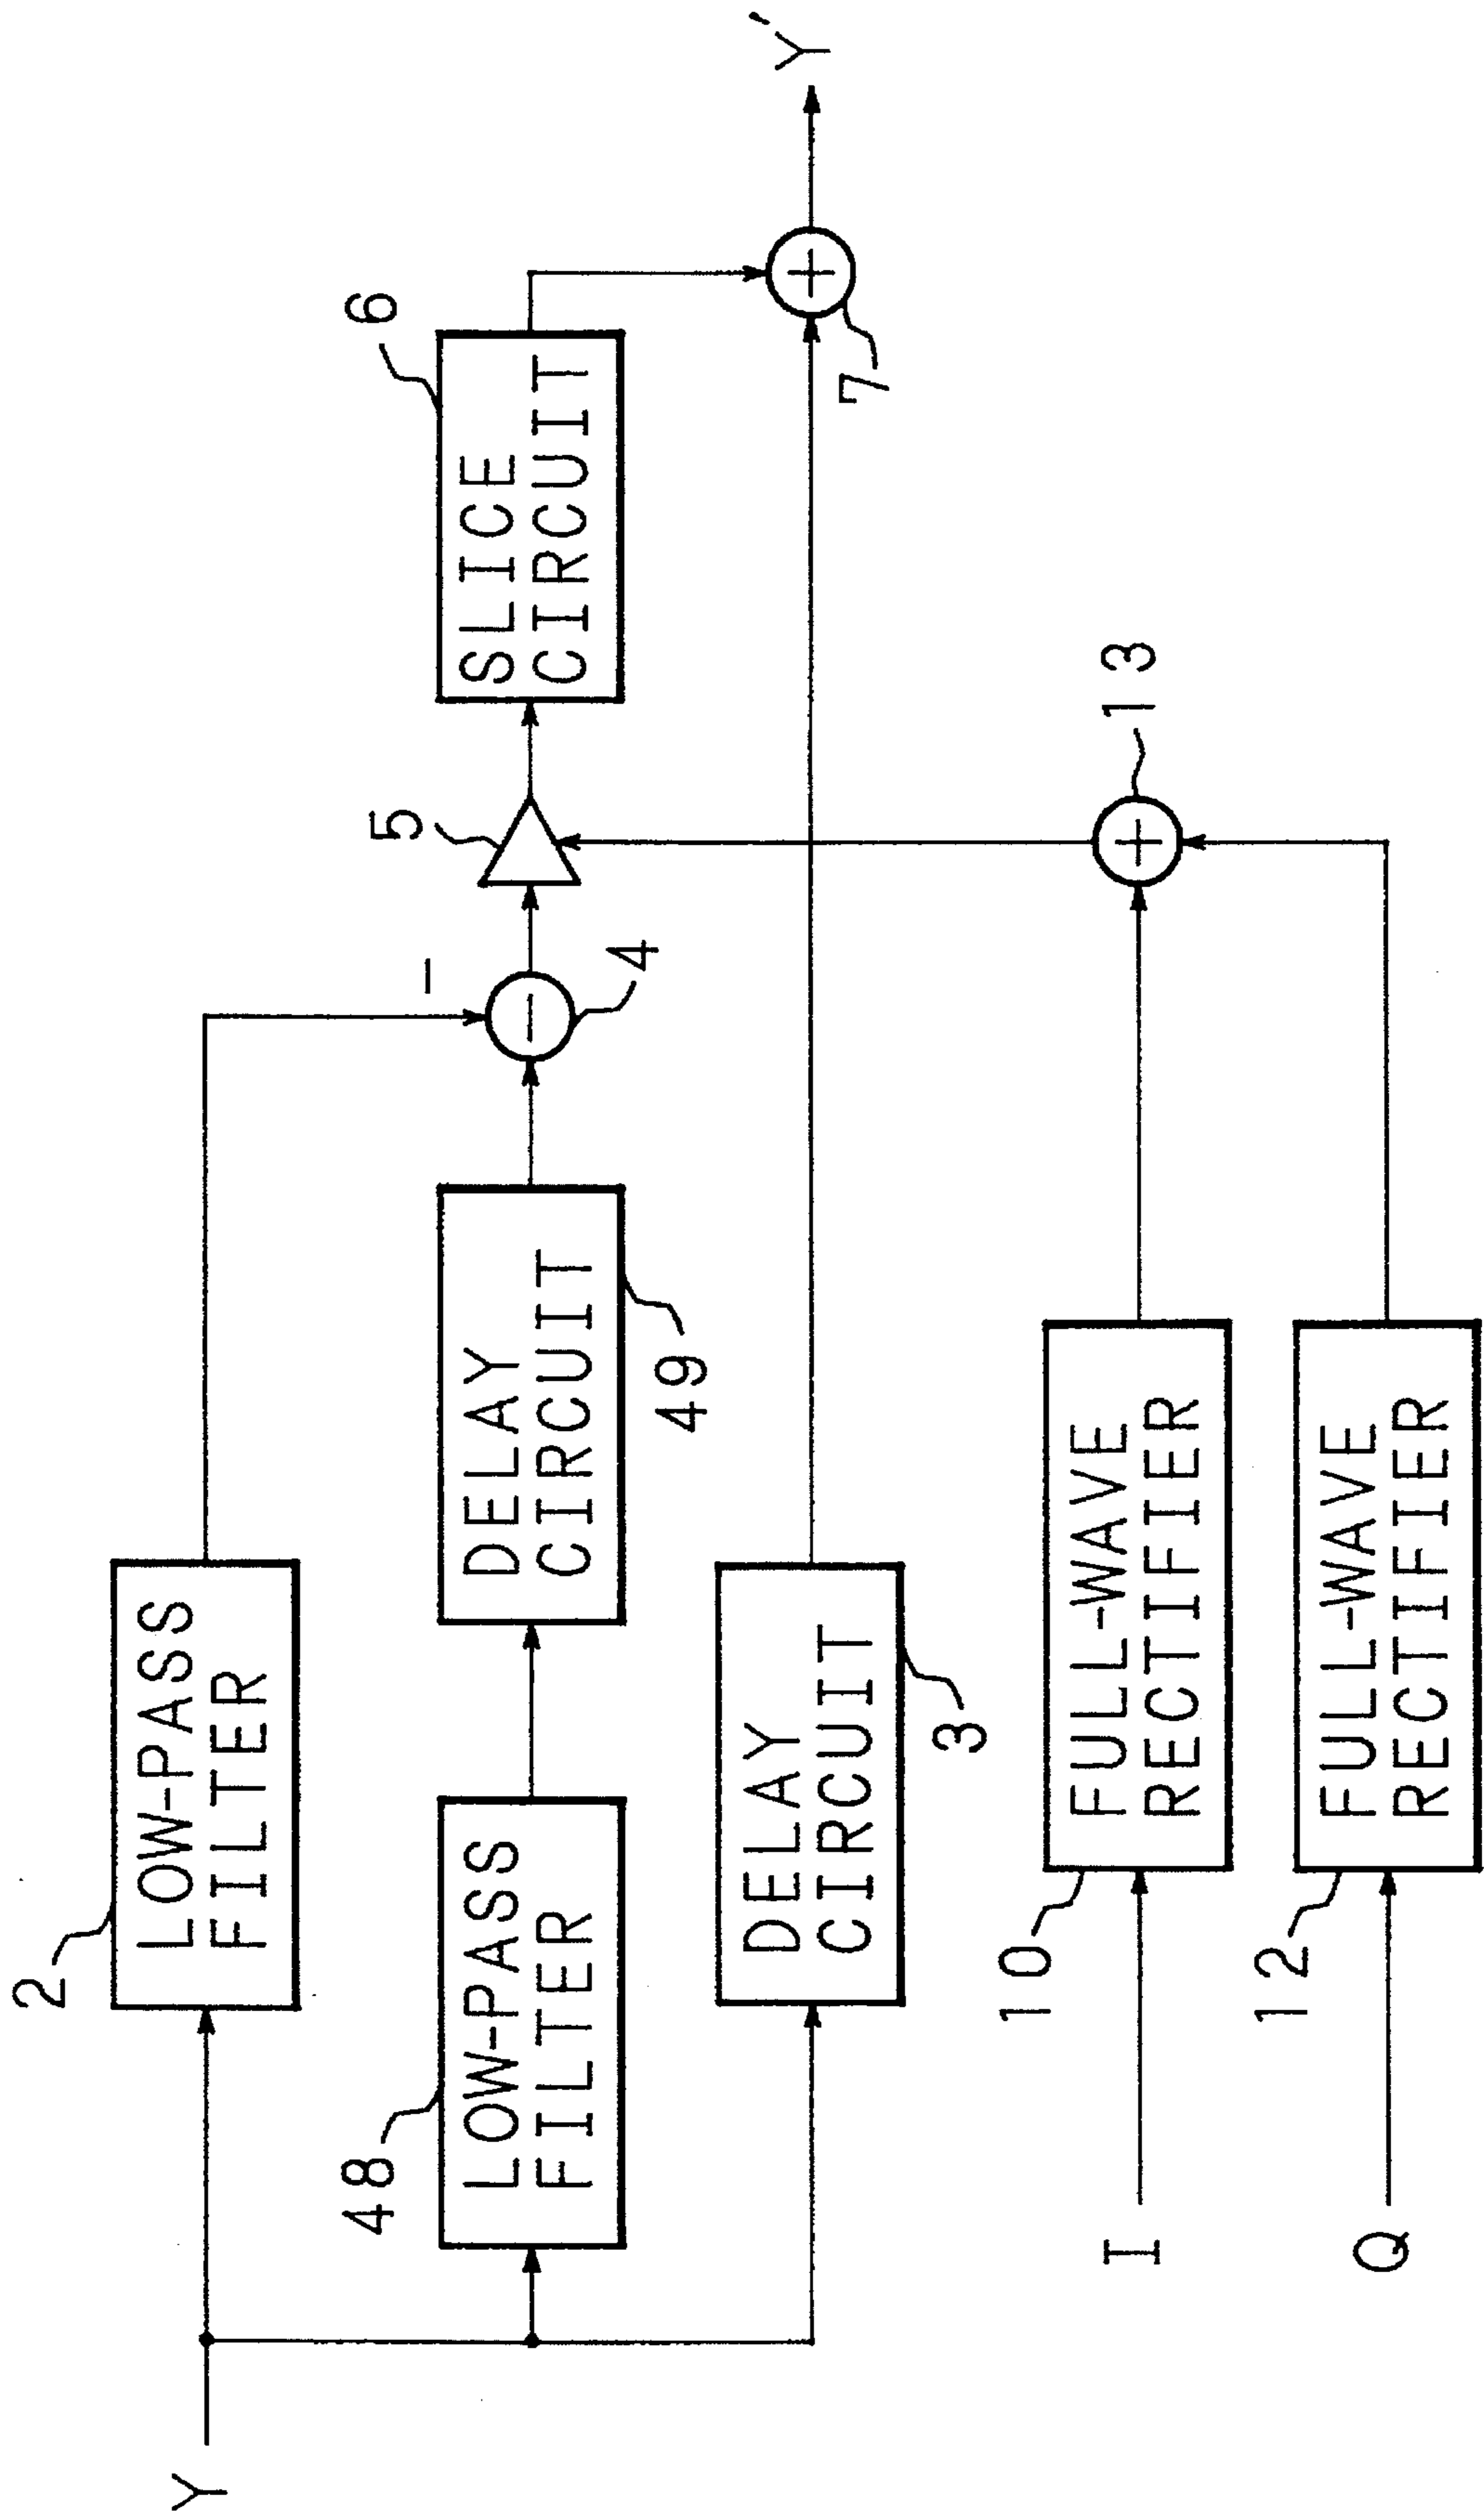 Y
2
LOW-PASS
FILTER
48
LOW-PASS
FILTER
DELAY
CIRCUIT
49
−
−
4
5
SLICE
CIRCUIT
6
DELAY
CIRCUIT
3
+
7
Y'
I
10
FULL-WAVE
RECTIFIER
+
13
Q
12
FULL-WAVE
RECTIFIER